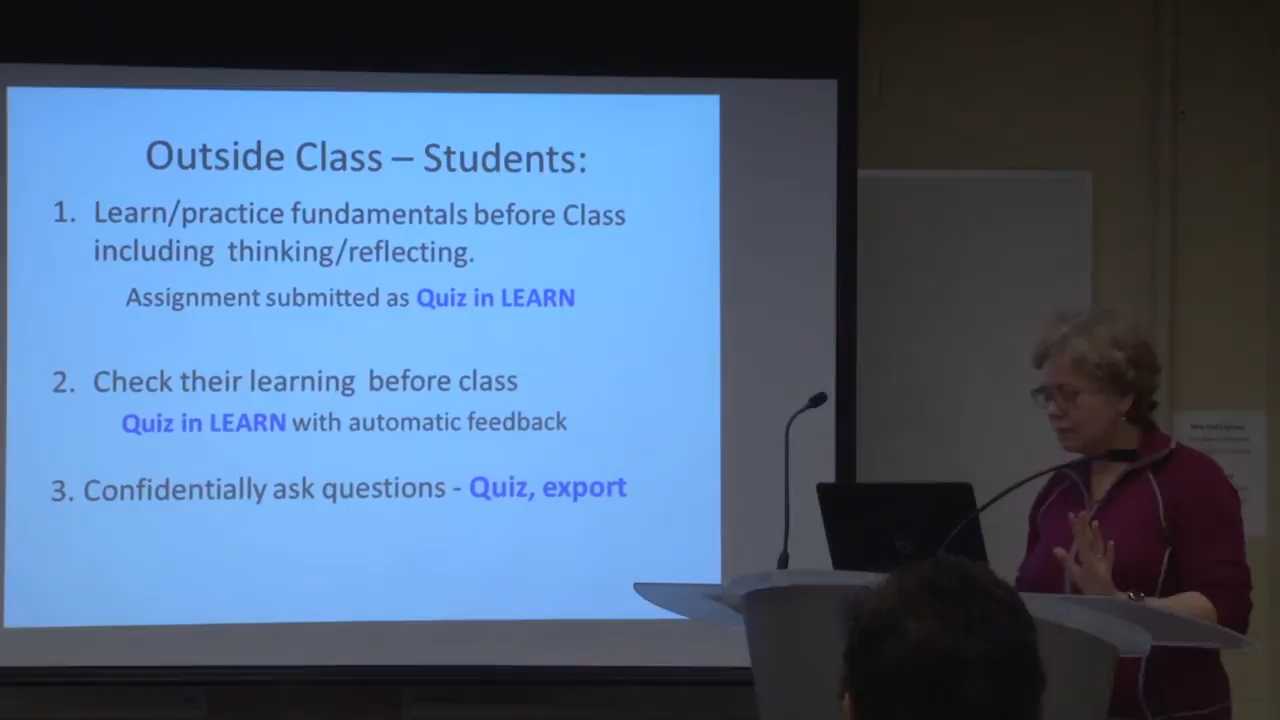 Outside Class – Students:
1. Learn/practice fundamentals before Class
including thinking/reflecting.
Assignment submitted as Quiz in LEARN
2. Check their learning before class
Quiz in LEARN with automatic feedback
3. Confidentially ask questions - Quiz, export